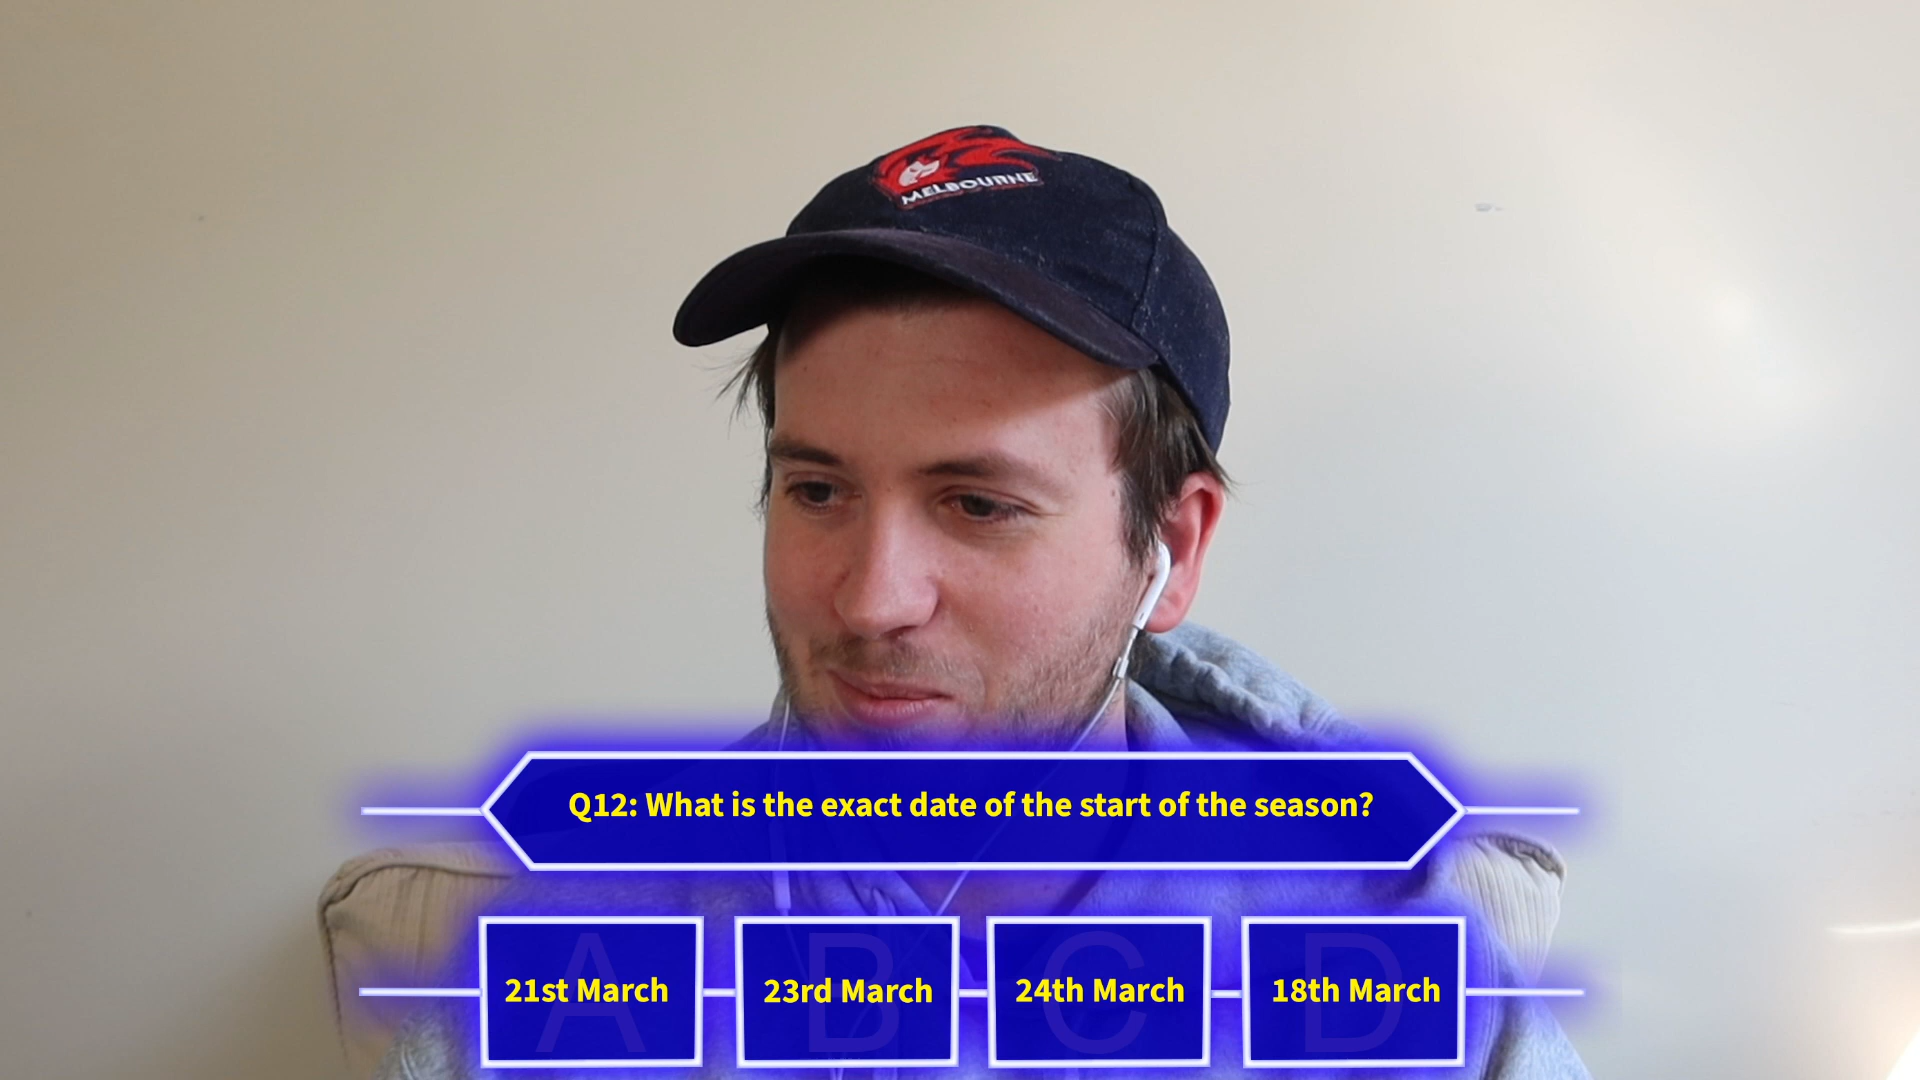 MELBOURNE
Q12: What is the exact date of the start of the season?
A
21st March
B
23rd March
C
24th March
D
18th March